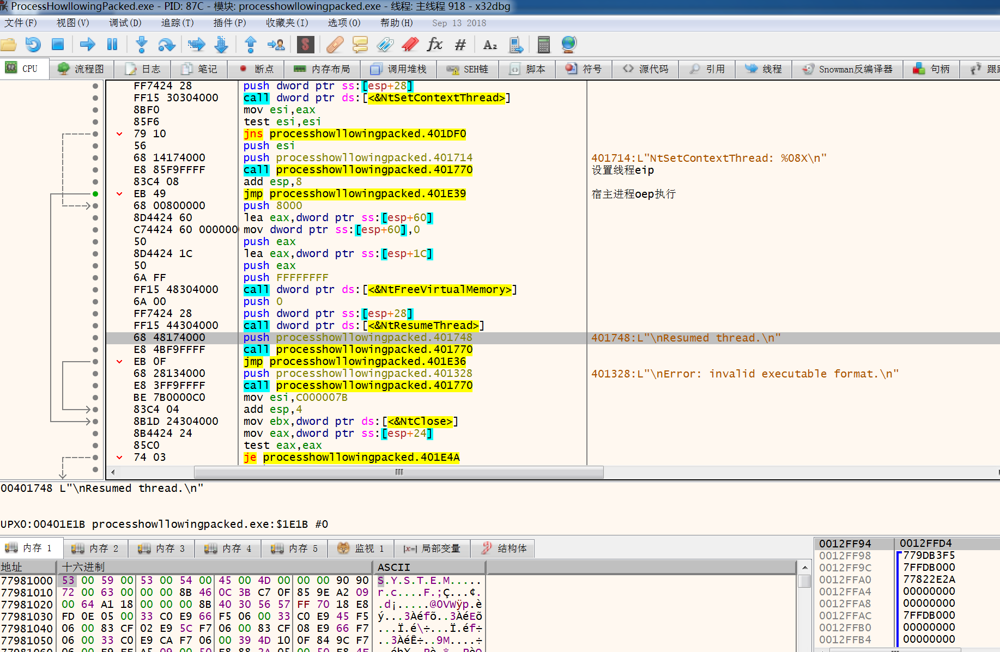 ProcessHowllowingPacked.exe - PID: 87C - 模块: processhowllowingpacked.exe - 线程: 主线程 918 - x32dbg
文件(F) 视图(V) 调试(D) 追踪(T) 插件(P) 收藏夹(I) 选项(O) 帮助(H) Sep 13 2018
CPU 流程图 日志 笔记 断点 内存布局 调用堆栈 SEH链 脚本 符号 源代码 引用 线程 Snowman反编译器 句柄
FF7424 28 push dword ptr ss:[esp+28]
FF15 30304000 call dword ptr ds:[<&NtSetContextThread>]
8BF0 mov esi,eax
85F6 test esi,esi
79 10 jns processhowllowingpacked.401DF0
56 push esi
68 14174000 push processhowllowingpacked.401714 401714:L"NtSetContextThread: %08X\n"
E8 85F9FFFF call processhowllowingpacked.401770 设置线程eip
83C4 08 add esp,8
EB 49 jmp processhowllowingpacked.401E39 宿主进程oep执行
68 00800000 push 8000
8D4424 60 lea eax,dword ptr ss:[esp+60]
C74424 60 000000 mov dword ptr ss:[esp+60],0
50 push eax
8D4424 1C lea eax,dword ptr ss:[esp+1C]
50 push eax
6A FF push FFFFFFFF
FF15 48304000 call dword ptr ds:[<&NtFreeVirtualMemory>]
6A 00 push 0
FF7424 28 push dword ptr ss:[esp+28]
FF15 44304000 call dword ptr ds:[<&NtResumeThread>]
68 48174000 push processhowllowingpacked.401748 401748:L"\nResumed thread.\n"
E8 4BF9FFFF call processhowllowingpacked.401770
EB 0F jmp processhowllowingpacked.401E36
68 28134000 push processhowllowingpacked.401328 401328:L"\nError: invalid executable format.\n"
E8 3FF9FFFF call processhowllowingpacked.401770
BE 7B0000C0 mov esi,C000007B
83C4 04 add esp,4
8B1D 24304000 mov ebx,dword ptr ds:[<&NtClose>]
8B4424 24 mov eax,dword ptr ss:[esp+24]
85C0 test eax,eax
74 03 je processhowllowingpacked.401E4A
00401748 L"\nResumed thread.\n"
UPX0:00401E1B processhowllowingpacked.exe:$1E1B #0
内存 1 内存 2 内存 3 内存 4 内存 5 监视 1 局部变量 结构体
地址 十六进制 ASCII
77981000 53 00 59 00 53 00 54 00 45 00 4D 00 00 00 90 90 S.Y.S.T.E.M.....
77981010 72 00 63 00 00 00 8B 46 0C 3B C7 0F 85 9E A2 09 r.c....F.;Ç...¢.
77981020 00 64 A1 18 00 00 00 8B 40 30 56 57 FF 70 18 E8 .d¡.....@0VWÿp.è
77981030 FD 0E 05 00 33 C0 E9 66 F5 06 00 33 C0 E9 45 F5 ý...3Àéfõ..3ÀéEõ
77981040 06 00 83 CF 02 E9 5C F7 06 00 83 CF 08 E9 66 F7 ...Ï.é\÷...Ï.éf÷
77981050 06 00 33 C0 E9 CA F7 06 00 39 4D 10 0F 84 9C F7 ..3ÀéÊ÷..9M....÷
0012FF94 0012FFD4
0012FF98 779DB3F5
0012FF9C 7FFDB000
0012FFA0 77822E2A
0012FFA4 00000000
0012FFA8 00000000
0012FFAC 7FFDB000
0012FFB0 00000000
0012FFB4 00000000